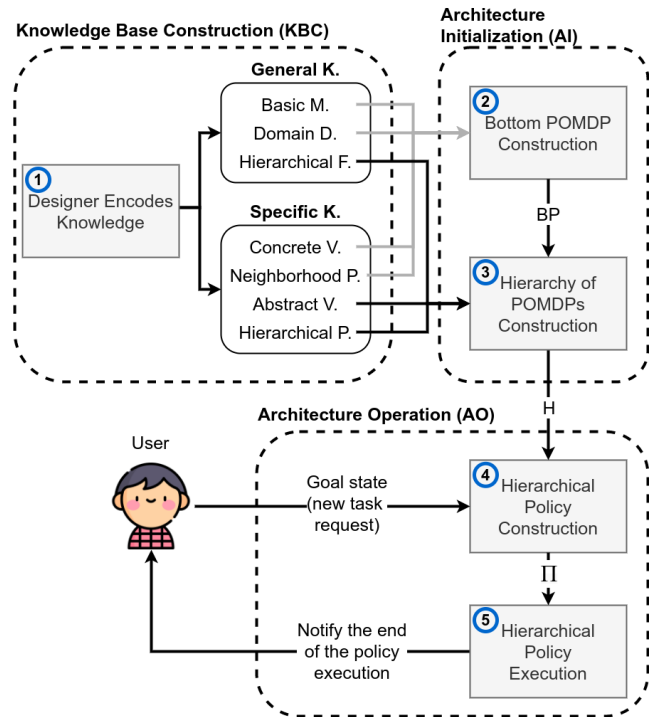 Knowledge Base Construction (KBC)
Architecture
Initialization (AI)
General K.
Basic M.
Domain D.
Hierarchical F.
1
Designer Encodes
Knowledge
Specific K.
Concrete V.
Neighborhood P.
Abstract V.
Hierarchical P.
2
Bottom POMDP
Construction
BP
3
Hierarchy of
POMDPs
Construction
H
Architecture Operation (AO)
User
Goal state
(new task
request)
4
Hierarchical
Policy
Construction
Π
5
Hierarchical
Policy
Execution
Notify the end
of the policy
execution